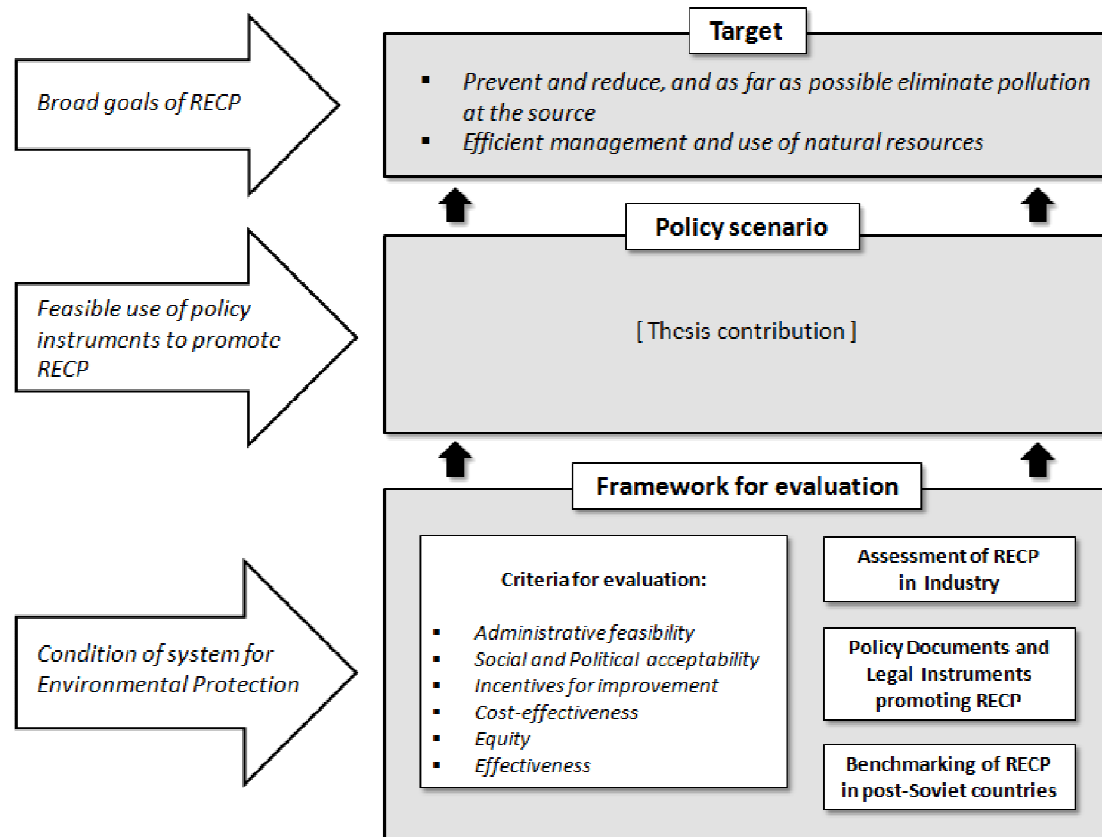 Target
Broad goals of RECP
▪ Prevent and reduce, and as far as possible eliminate pollution
at the source
▪ Efficient management and use of natural resources
Policy scenario
Feasible use of policy
instruments to promote
RECP
[ Thesis contribution ]
Framework for evaluation
Condition of system for
Environmental Protection
Criteria for evaluation:
▪ Administrative feasibility
▪ Social and Political acceptability
▪ Incentives for improvement
▪ Cost-effectiveness
▪ Equity
▪ Effectiveness
Assessment of RECP
in Industry
Policy Documents and
Legal Instruments
promoting RECP
Benchmarking of RECP
in post-Soviet countries